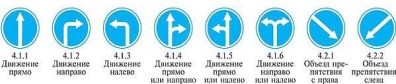 4.1.1 4.1.2 4.1.3 4.1.4 4.1.5 4.1.6 4.2.1 4.2.2
Движение Движение Движение Движение Движение Движение Объезд пре- Объезд
прямо направо налево прямо прямо направо пятствия препятствия
или направо или налево или налево с права слева